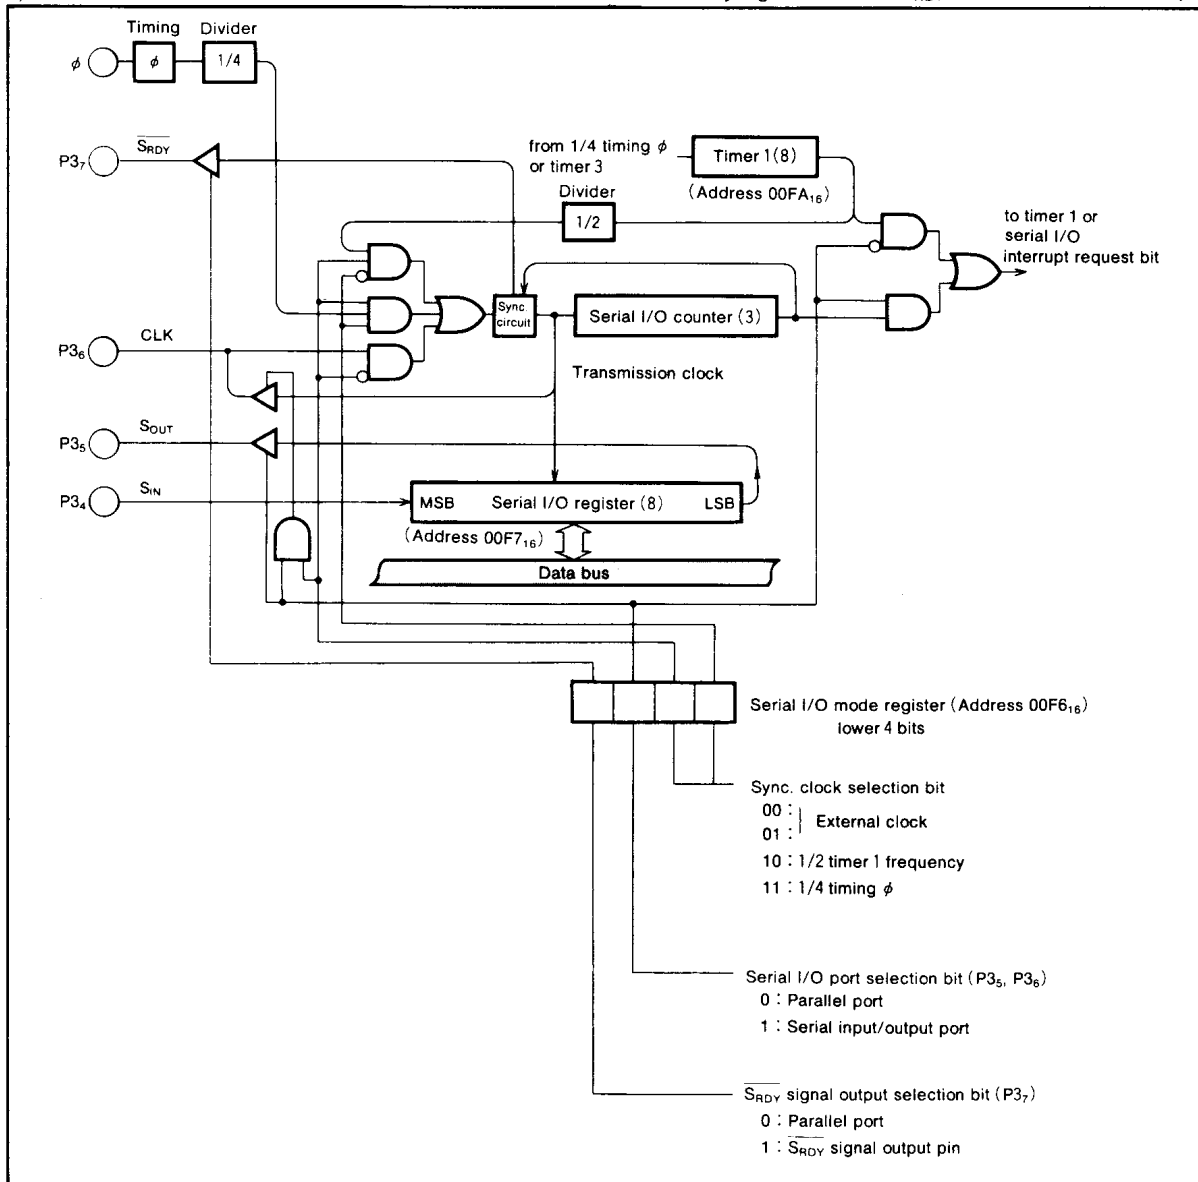 Timing Divider
φ φ 1/4
P3₇ S̅R̅D̅Y̅
from 1/4 timing φ
or timer 3
Timer 1(8)
(Address 00FA₁₆)
Divider
1/2
to timer 1 or
serial I/O
interrupt request bit
Sync.
circuit
Serial I/O counter (3)
P3₆ CLK
Transmission clock
P3₅ SOUT
P3₄ SIN
MSB Serial I/O register (8) LSB
(Address 00F7₁₆)
Data bus
Serial I/O mode register (Address 00F6₁₆)
lower 4 bits
Sync. clock selection bit
00 :
01 :
External clock
10 : 1/2 timer 1 frequency
11 : 1/4 timing φ
Serial I/O port selection bit (P3₅, P3₆)
0 : Parallel port
1 : Serial input/output port
S̅R̅D̅Y̅ signal output selection bit (P3₇)
0 : Parallel port
1 : S̅R̅D̅Y̅ signal output pin